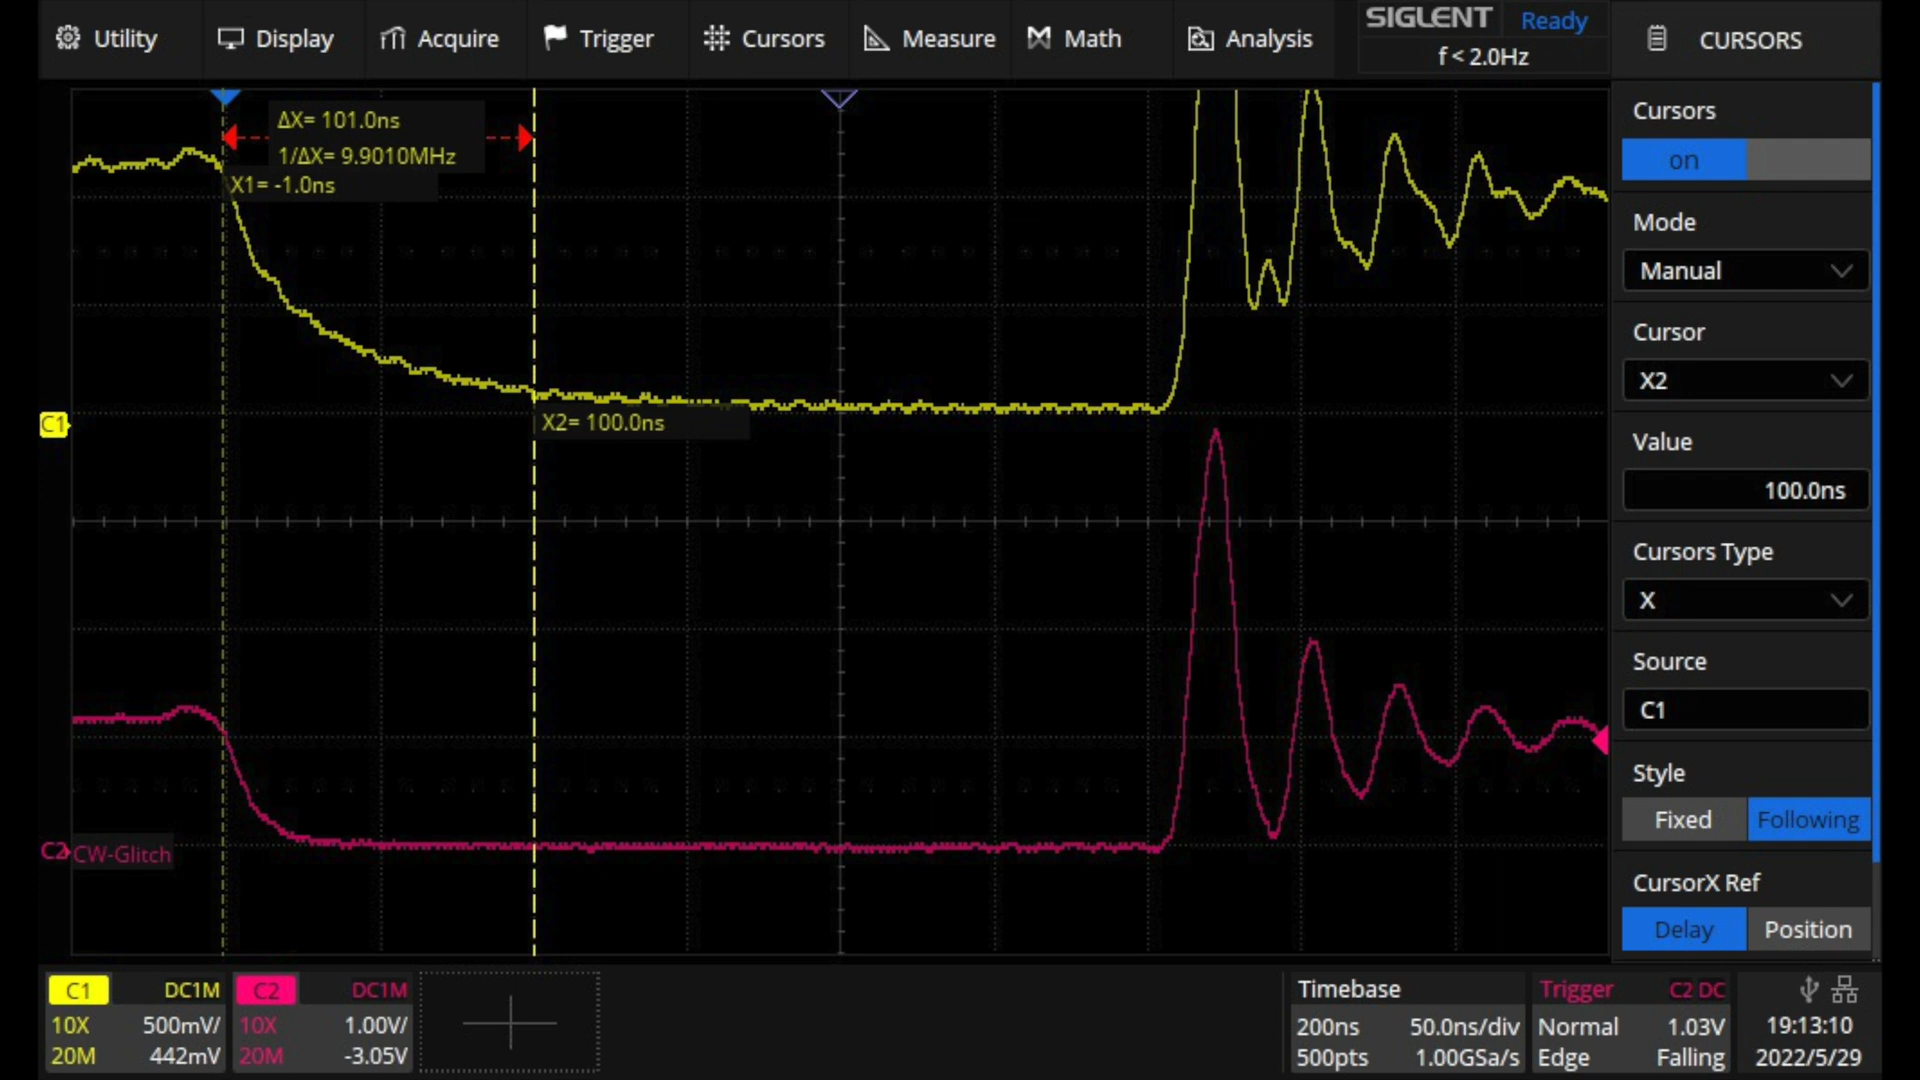 Utility
Display
Acquire
Trigger
Cursors
Measure
Math
Analysis
SIGLENT
Ready
f < 2.0Hz
CURSORS
ΔX= 101.0ns
1/ΔX= 9.9010MHz
X1= -1.0ns
X2= 100.0ns
C1
C2
CW-Glitch
Cursors
on
Mode
Manual
Cursor
X2
Value
100.0ns
Cursors Type
X
Source
C1
Style
Fixed Following
CursorX Ref
Delay Position
C1 DC1M
10X 500mV/
20M 442mV
C2 DC1M
10X 1.00V/
20M -3.05V
Timebase
200ns 50.0ns/div
500pts 1.00GSa/s
Trigger C2 DC
Normal 1.03V
Edge Falling
19:13:10
2022/5/29